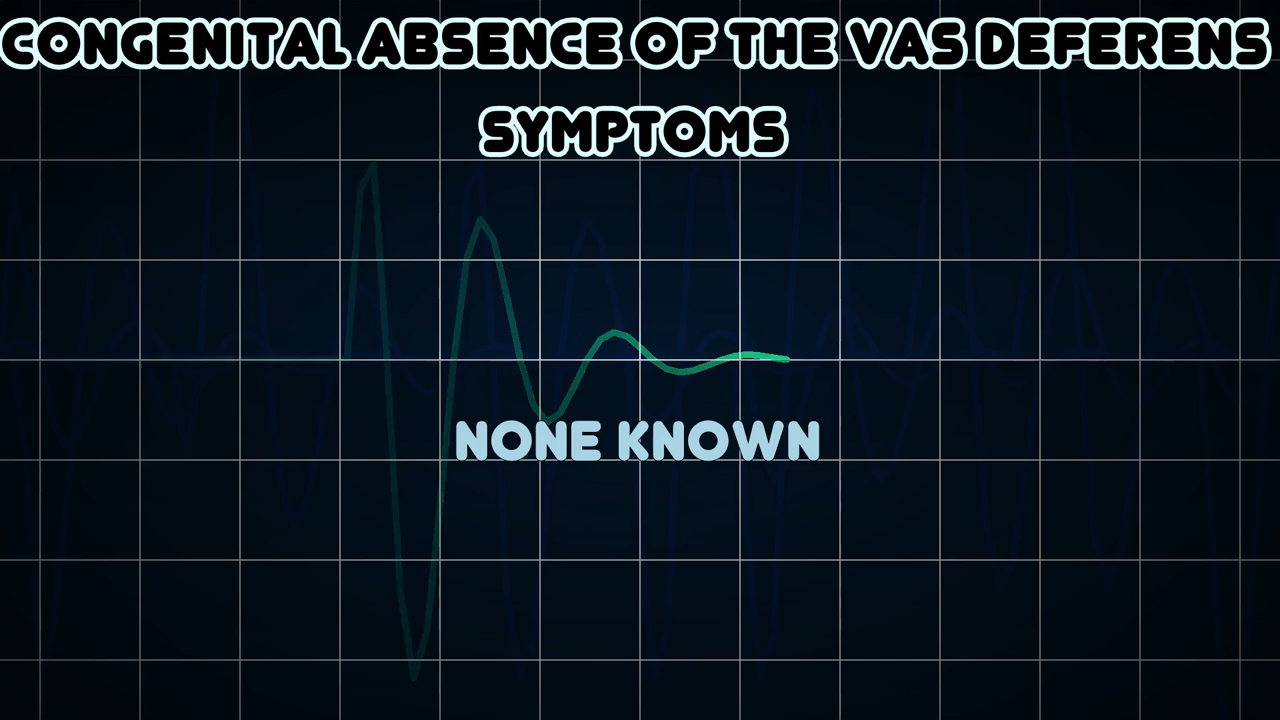 CONGENITAL ABSENCE OF THE VAS DEFERENS
SYMPTOMS
NONE KNOWN